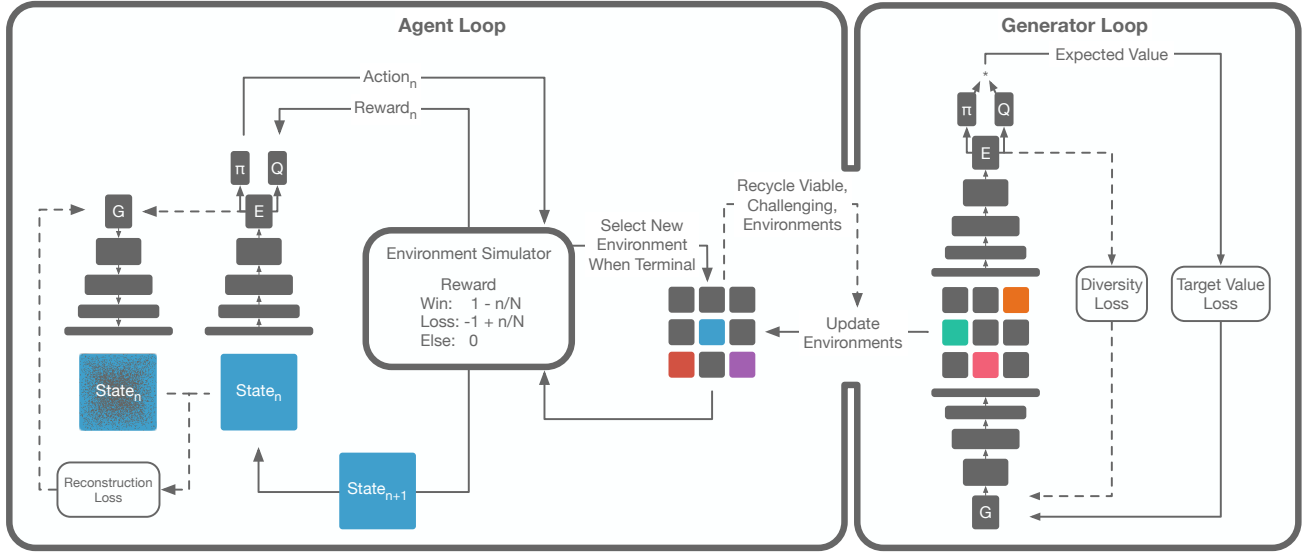 Agent Loop
Action_n
Reward_n
π
Q
G
E
Environment Simulator
Reward
Win: 1 - n/N
Loss: -1 + n/N
Else: 0
Select New
Environment
When Terminal
Recycle Viable,
Challenging,
Environments
Update
Environments
State_n
State_n
Reconstruction
Loss
State_n+1
Generator Loop
Expected Value
*
π
Q
E
Diversity
Loss
Target Value
Loss
G